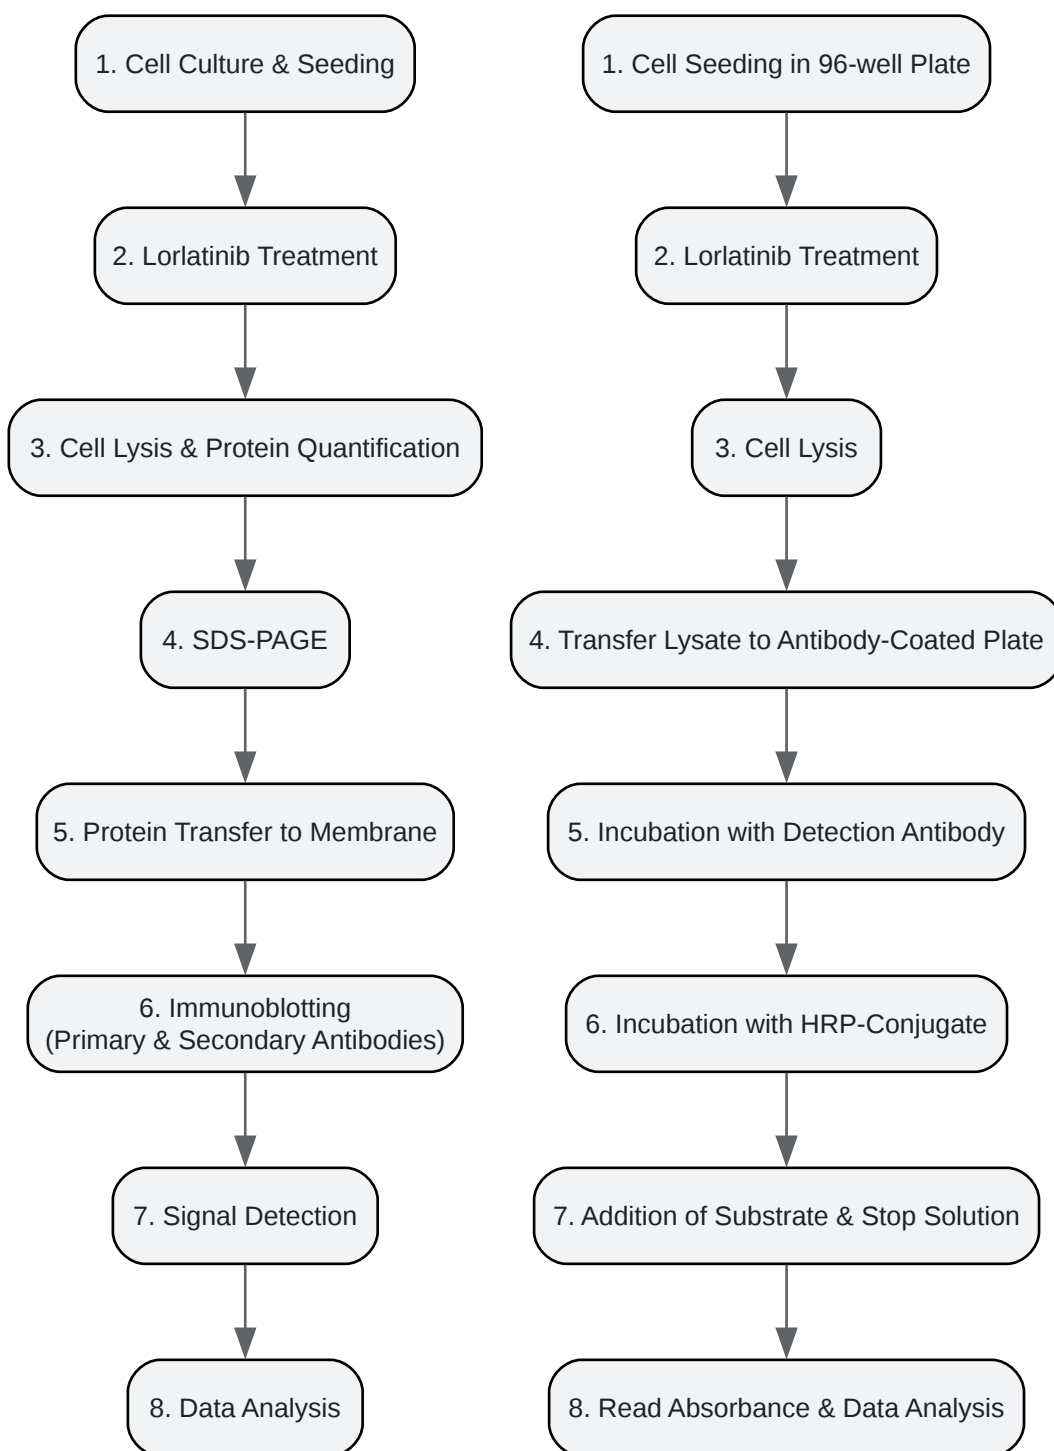 1. Cell Culture & Seeding
2. Lorlatinib Treatment
3. Cell Lysis & Protein Quantification
4. SDS-PAGE
5. Protein Transfer to Membrane
6. Immunoblotting
(Primary & Secondary Antibodies)
7. Signal Detection
8. Data Analysis
1. Cell Seeding in 96-well Plate
2. Lorlatinib Treatment
3. Cell Lysis
4. Transfer Lysate to Antibody-Coated Plate
5. Incubation with Detection Antibody
6. Incubation with HRP-Conjugate
7. Addition of Substrate & Stop Solution
8. Read Absorbance & Data Analysis